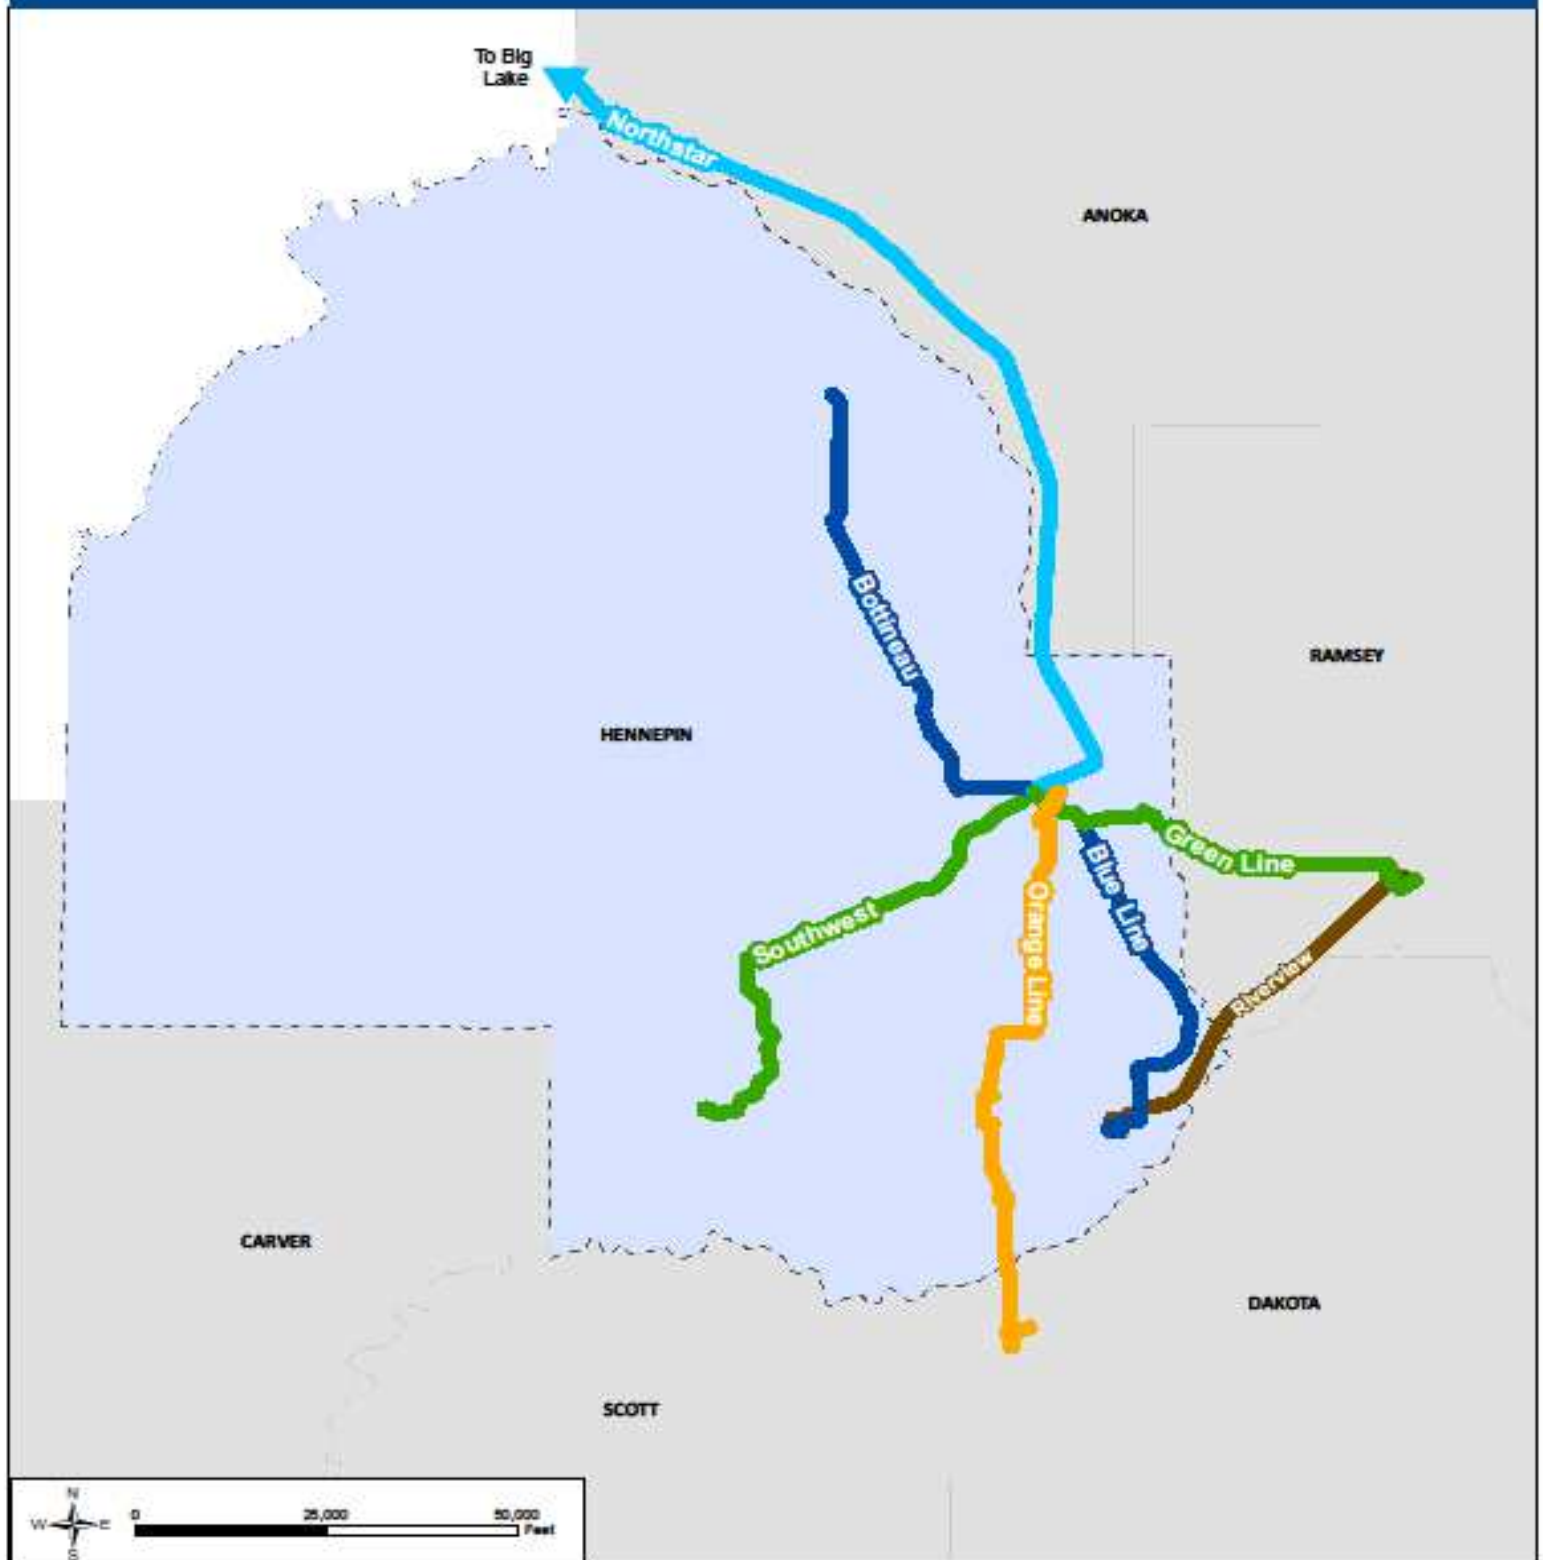 To Big
Lake
Northstar
ANOKA
Bottineau
RAMSEY
HENNEPIN
Green Line
Blue Line
Orange Line
Southwest
Riverview
CARVER
DAKOTA
SCOTT
N
W E
S
0 25,000 50,000
Feet